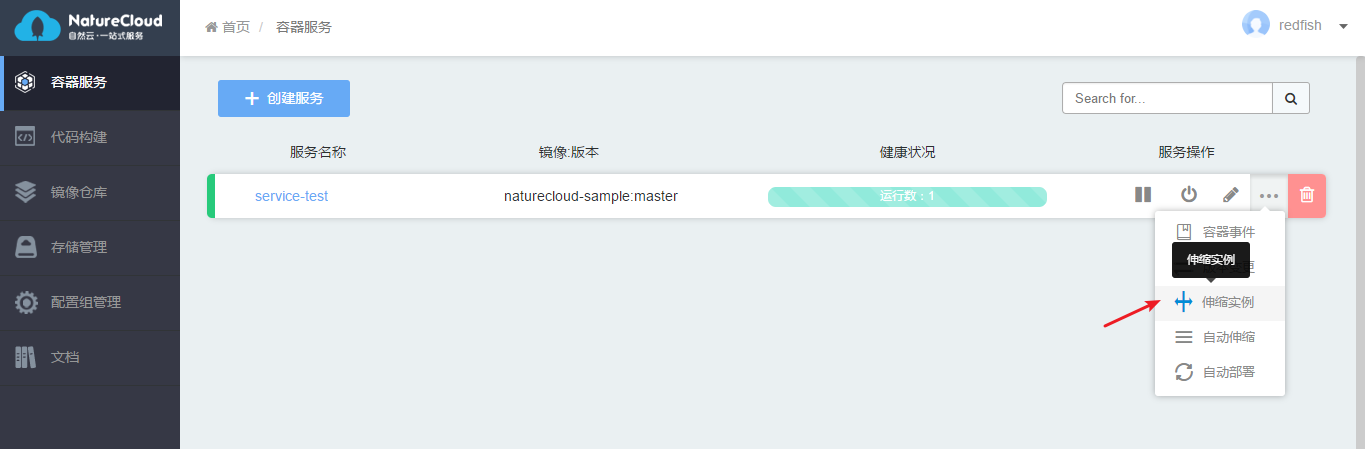 NatureCloud
自然云·一站式服务
首页 / 容器服务
redfish
容器服务
代码构建
镜像仓库
存储管理
配置组管理
文档
创建服务
Search for...
服务名称 镜像:版本 健康状况 服务操作
service-test naturecloud-sample:master 运行数 : 1
容器事件
伸缩实例
伸缩实例
自动伸缩
自动部署